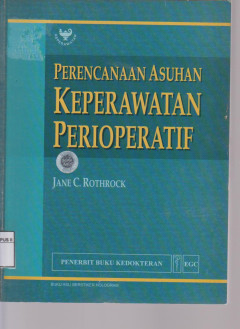 PERENCANAAN ASUHAN
KEPERAWATAN
PERIOPERATIF
JANE C. ROTHROCK
PENERBIT BUKU KEDOKTERAN EGC